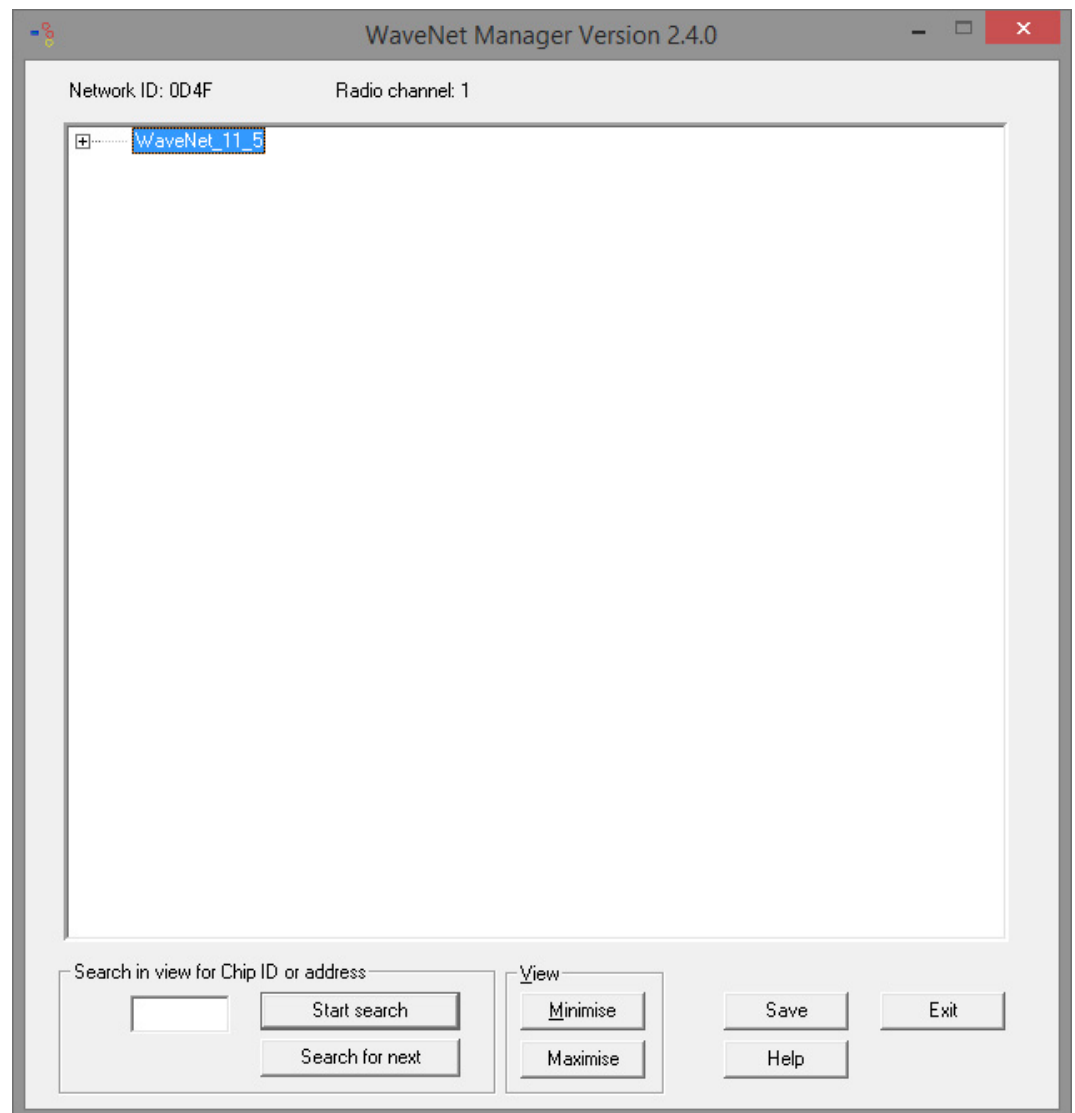 WaveNet Manager Version 2.4.0
Network ID: 0D4F Radio channel: 1
WaveNet_11_5
Search in view for Chip ID or address
Start search
Search for next
View
Minimise
Maximise
Save
Help
Exit